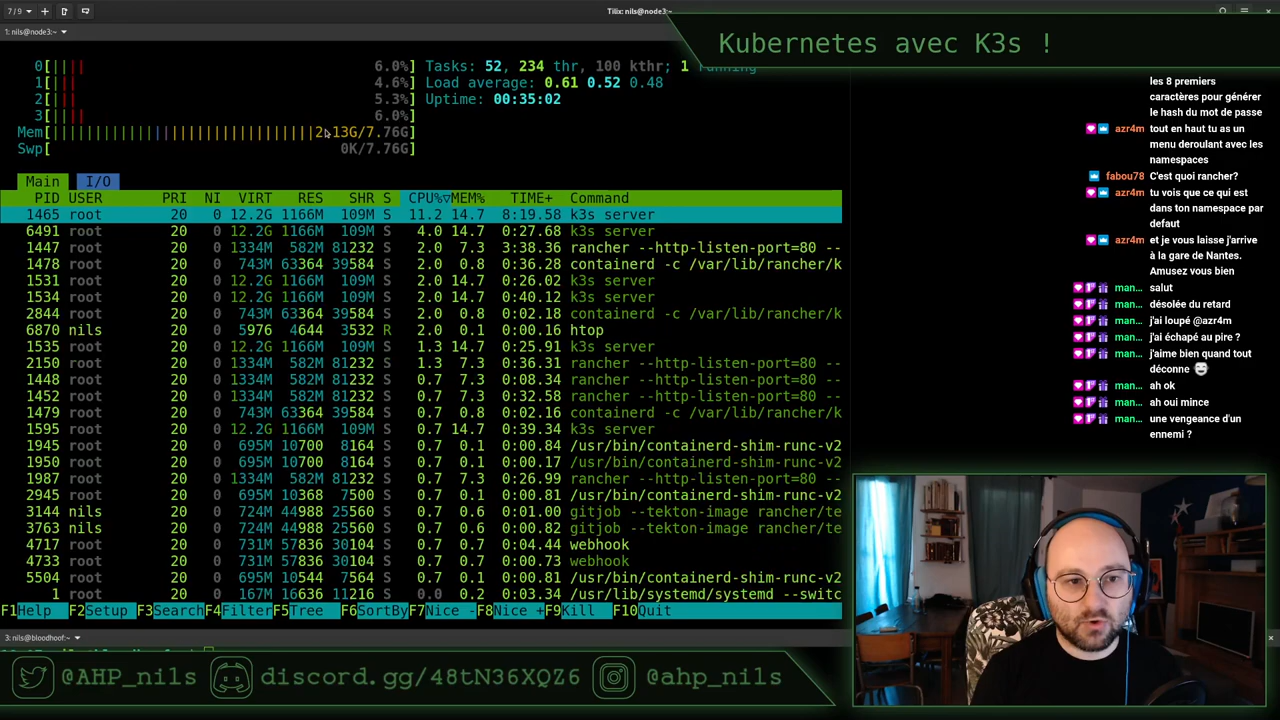 7/9
Tilix: nils@node3:~
1: nils@node3:~
Kubernetes avec K3s !
0[|||| 6.0%] Tasks: 52, 234 thr, 100 kthr; 1 running
1[||| 4.6%] Load average: 0.61 0.52 0.48
2[||| 5.3%] Uptime: 00:35:02
3[|||| 6.0%]
Mem[||||||||||||||||||||||||||||||2.13G/7.76G]
Swp[ 0K/7.76G]
Main I/O
PID USER PRI NI VIRT RES SHR S CPU%▽MEM% TIME+ Command
1465 root 20 0 12.2G 1166M 109M S 11.2 14.7 8:19.58 k3s server
6491 root 20 0 12.2G 1166M 109M S 4.0 14.7 0:27.68 k3s server
1447 root 20 0 1334M 582M 81232 S 2.0 7.3 3:38.36 rancher --http-listen-port=80 --
1478 root 20 0 743M 63364 39584 S 2.0 0.8 0:36.28 containerd -c /var/lib/rancher/k
1531 root 20 0 12.2G 1166M 109M S 2.0 14.7 0:26.02 k3s server
1534 root 20 0 12.2G 1166M 109M S 2.0 14.7 0:40.12 k3s server
2844 root 20 0 743M 63364 39584 S 2.0 0.8 0:02.18 containerd -c /var/lib/rancher/k
6870 nils 20 0 5976 4644 3532 R 2.0 0.1 0:00.16 htop
1535 root 20 0 12.2G 1166M 109M S 1.3 14.7 0:25.91 k3s server
2150 root 20 0 1334M 582M 81232 S 1.3 7.3 0:36.31 rancher --http-listen-port=80 --
1448 root 20 0 1334M 582M 81232 S 0.7 7.3 0:08.34 rancher --http-listen-port=80 --
1452 root 20 0 1334M 582M 81232 S 0.7 7.3 0:32.58 rancher --http-listen-port=80 --
1479 root 20 0 743M 63364 39584 S 0.7 0.8 0:02.16 containerd -c /var/lib/rancher/k
1595 root 20 0 12.2G 1166M 109M S 0.7 14.7 0:39.34 k3s server
1945 root 20 0 695M 10700 8164 S 0.7 0.1 0:00.84 /usr/bin/containerd-shim-runc-v2
1950 root 20 0 695M 10700 8164 S 0.7 0.1 0:00.17 /usr/bin/containerd-shim-runc-v2
1987 root 20 0 1334M 582M 81232 S 0.7 7.3 0:26.99 rancher --http-listen-port=80 --
2945 root 20 0 695M 10368 7500 S 0.7 0.1 0:00.81 /usr/bin/containerd-shim-runc-v2
3144 nils 20 0 724M 44988 25560 S 0.7 0.6 0:01.00 gitjob --tekton-image rancher/te
3763 nils 20 0 724M 44988 25560 S 0.7 0.6 0:00.82 gitjob --tekton-image rancher/te
4717 root 20 0 731M 57836 30104 S 0.7 0.7 0:04.44 webhook
4733 root 20 0 731M 57836 30104 S 0.7 0.7 0:00.73 webhook
5504 root 20 0 695M 10544 7564 S 0.7 0.1 0:00.81 /usr/bin/containerd-shim-runc-v2
1 root 20 0 167M 16636 11216 S 0.0 0.2 0:03.34 /usr/lib/systemd/systemd --switc
F1Help F2Setup F3SearchF4FilterF5Tree F6SortByF7Nice -F8Nice +F9Kill F10Quit
3: nils@bloodhoof:~
les 8 premiers
caractères pour générer
le hash du mot de passe
azr4m tout en haut tu as un
menu deroulant avec les
namespaces
fabou78 C'est quoi rancher?
azr4m tu vois que ce qui est
dans ton namespace par
defaut
azr4m et je vous laisse j'arrive
à la gare de Nantes.
Amusez vous bien
man... salut
man... désolée du retard
man... j'ai loupé @azr4m
man... j'ai échapé au pire ?
man... j'aime bien quand tout
déconne
man... ah ok
man... ah oui mince
man... une vengeance d'un
ennemi ?
@AHP_nils discord.gg/48tN36XQZ6 @ahp_nils